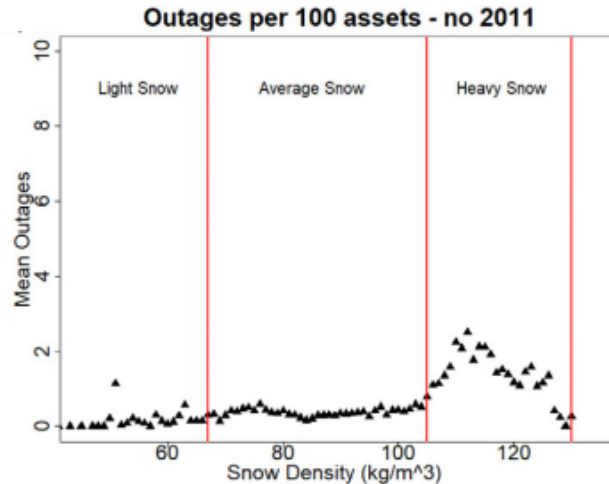 Outages per 100 assets - no 2011
Light Snow
Average Snow
Heavy Snow
Mean Outages
10
8
6
4
2
0
60
80
100
120
Snow Density (kg/m^3)